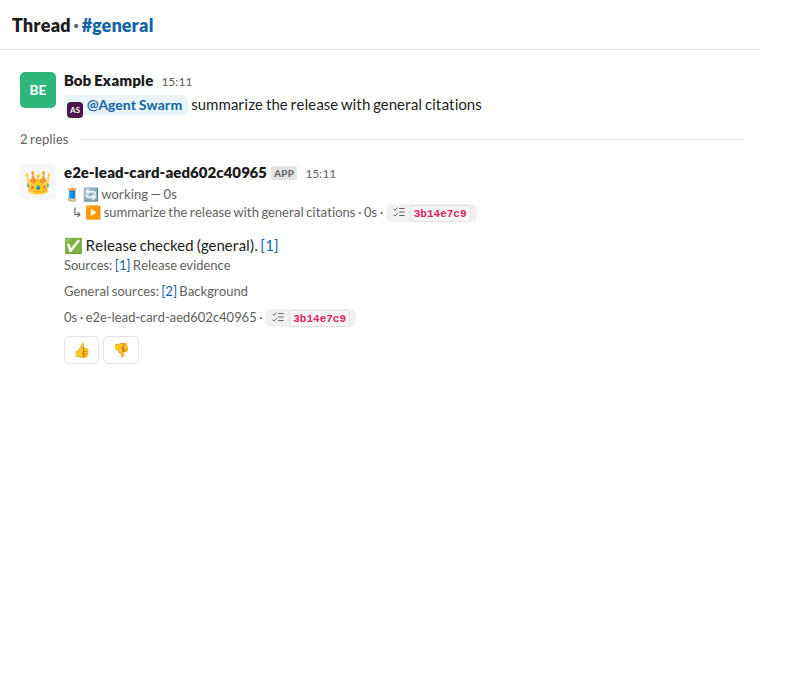 Thread · #general
BE
Bob Example 15:11
AS @Agent Swarm summarize the release with general citations
2 replies
e2e-lead-card-aed602c40965 APP 15:11
working — 0s
↳ summarize the release with general citations · 0s · 3b14e7c9
Release checked (general). [1]
Sources: [1] Release evidence
General sources: [2] Background
0s · e2e-lead-card-aed602c40965 · 3b14e7c9